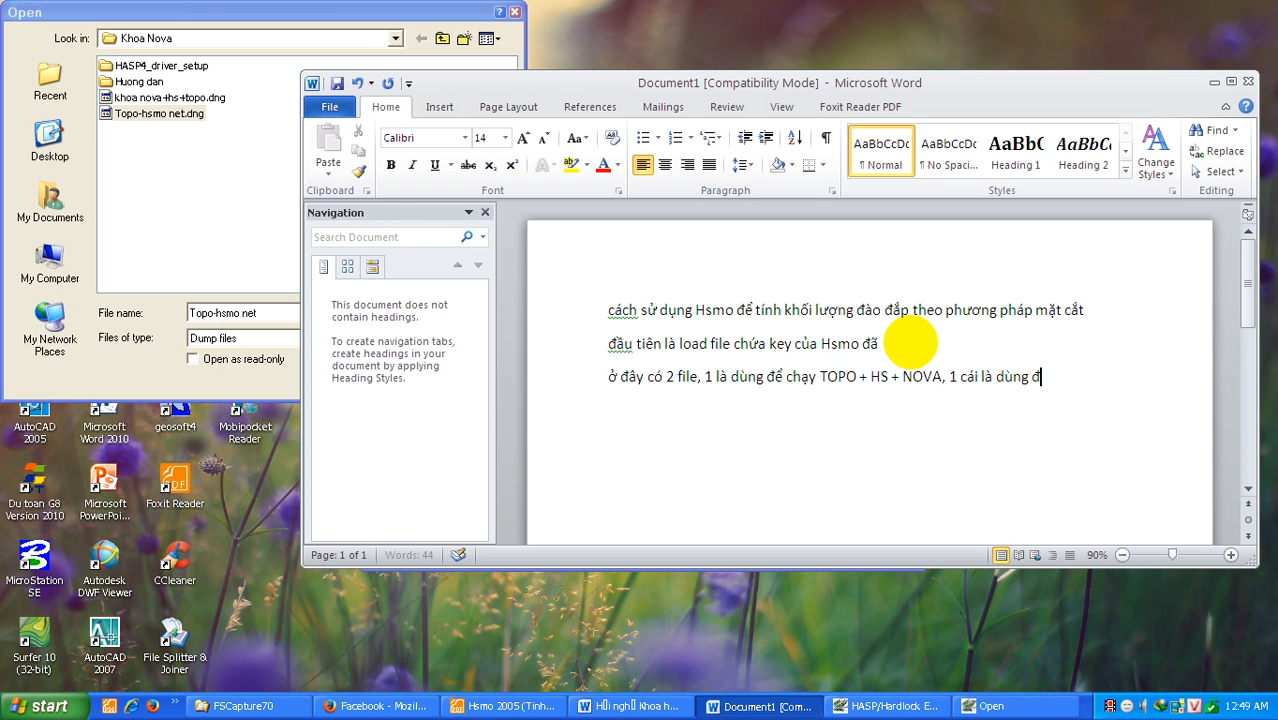 Open
Look in:
Khoa Nova
Recent
Desktop
My Documents
My Computer
My Network
Places
HASP4_driver_setup
Huong dan
khoa nova+hs+topo.dng
Topo-hsmo net.dng
File name:
Topo-hsmo net
Files of type:
Dump files
Open as read-only
Document1 [Compatibility Mode] - Microsoft Word
File
Home
Insert
Page Layout
References
Mailings
Review
View
Foxit Reader PDF
Paste
Clipboard
Calibri
14
Font
Paragraph
AaBbCcDc
¶ Normal
AaBbCcDc
¶ No Spaci...
AaBbC
Heading 1
AaBbC
Heading 2
Change
Styles
Styles
Find
Replace
Select
Editing
Navigation
Search Document
This document does not
contain headings.
To create navigation tabs,
create headings in your
document by applying
Heading Styles.
cách sử dụng Hsmo để tính khối lượng đào đắp theo phương pháp mặt cắt
đầu tiên là load file chứa key của Hsmo đã
ở đây có 2 file, 1 là dùng để chạy TOPO + HS + NOVA, 1 cái là dùng đ
Page: 1 of 1
Words: 44
90%
AutoCAD
2005
Microsoft
Word 2010
geosoft4
Mobipocket
Reader
Du toan G8
Version 2010
Microsoft
PowerPoi...
Foxit Reader
MicroStation
SE
Autodesk
DWF Viewer
CCleaner
Surfer 10
(32-bit)
AutoCAD
2007
File Splitter &
Joiner
start
FSCapture70
Facebook - Mozil...
Hsmo 2005 (Tinh...
Document1 [Com...
HASP/Hardlock E...
Open
12:49 AM